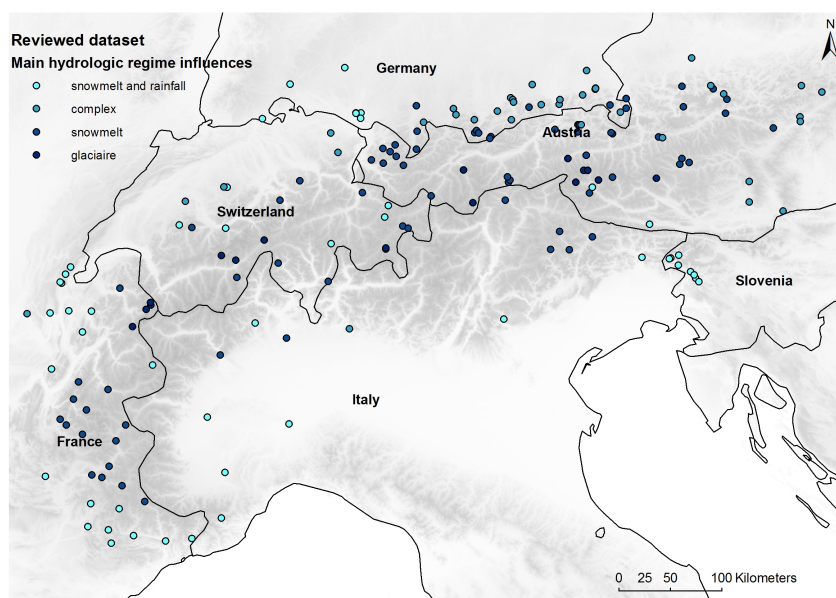 Reviewed dataset
Main hydrologic regime influences
snowmelt and rainfall
complex
snowmelt
glaciaire
N
Germany
Austria
Switzerland
Slovenia
Italy
France
0 25 50 100 Kilometers